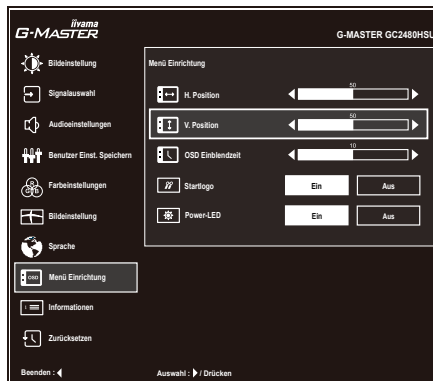 iiyama
G-MASTER
G-MASTER GC2480HSU
Bildeinstellung
Signalauswahl
Audioeinstellungen
Benutzer Einst. Speichern
Farbeinstellungen
Bildeinstellung
Sprache
OSD Menü Einrichtung
Informationen
Zurücksetzen
Menü Einrichtung
H. Position
50
V. Position
50
OSD Einblendzeit
10
Startlogo
Ein
Aus
Power-LED
Ein
Aus
Beenden :
Auswahl : / Drücken